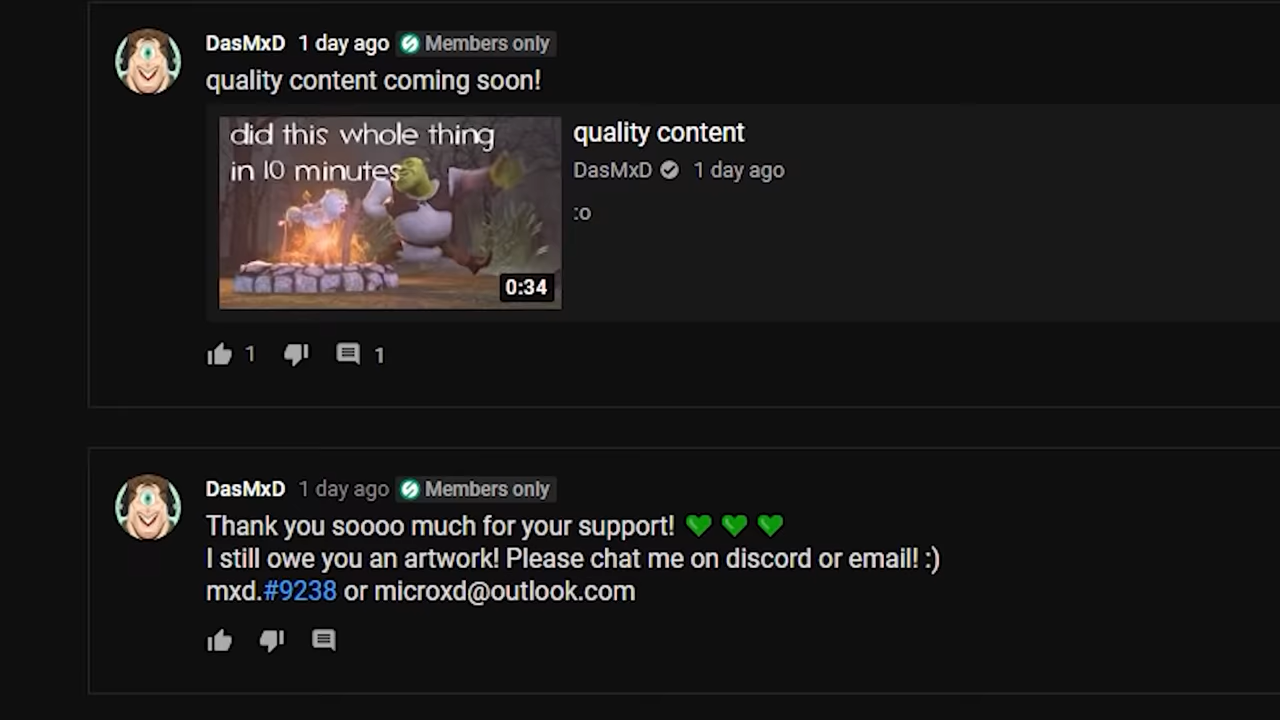 DasMxD 1 day ago Members only
quality content coming soon!
did this whole thing
in 10 minutes
0:34
quality content
DasMxD 1 day ago
:o
1 1
DasMxD 1 day ago Members only
Thank you soooo much for your support! 💚 💚 💚
I still owe you an artwork! Please chat me on discord or email! :)
mxd.#9238 or microxd@outlook.com